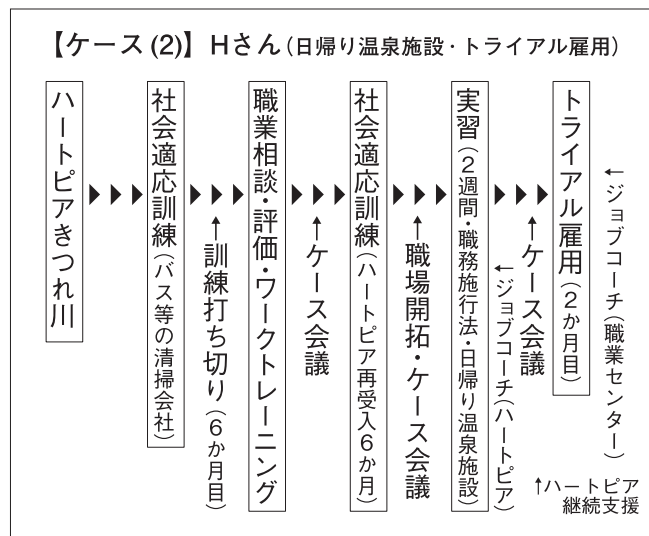 【ケース(2)】Hさん(日帰り温泉施設・トライアル雇用)
ハートピアきつれ川
▶▶▶
社会適応訓練(バス等の清掃会社)
▶▶▶
↑訓練打ち切り(6か月目)
職業相談・評価・ワークトレーニング
▶▶▶
↑ケース会議
社会適応訓練(ハートピア再受入6か月)
▶▶▶
↑職場開拓・ケース会議
実習(2週間・職務施行法・日帰り温泉施設)
↑ジョブコーチ(ハートピア)
▶▶▶
↑ケース会議
トライアル雇用(2か月目)
↑ジョブコーチ(職業センター)
↑ハートピア
継続支援